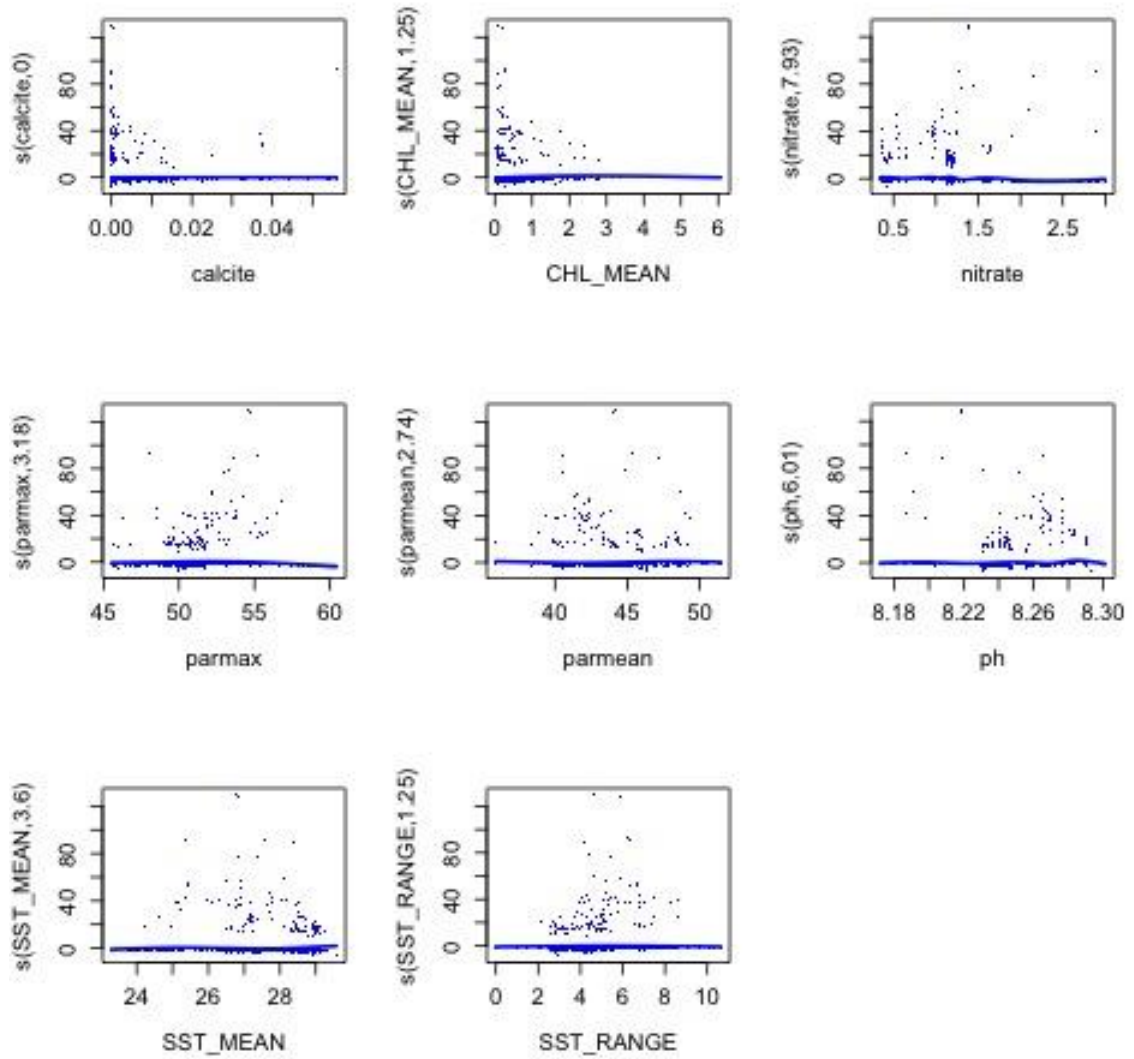 s(calcite,0)
80
40
0
0.00 0.02 0.04
calcite
s(CHL_MEAN,1.25)
80
40
0
0 1 2 3 4 5 6
CHL_MEAN
s(nitrate,7.93)
80
40
0
0.5 1.5 2.5
nitrate
s(parmax,3.18)
80
40
0
45 50 55 60
parmax
s(parmean,2.74)
80
40
0
40 45 50
parmean
s(ph,6.01)
80
40
0
8.18 8.22 8.26 8.30
ph
s(SST_MEAN,3.6)
80
40
0
24 26 28
SST_MEAN
s(SST_RANGE,1.25)
80
40
0
0 2 4 6 8 10
SST_RANGE